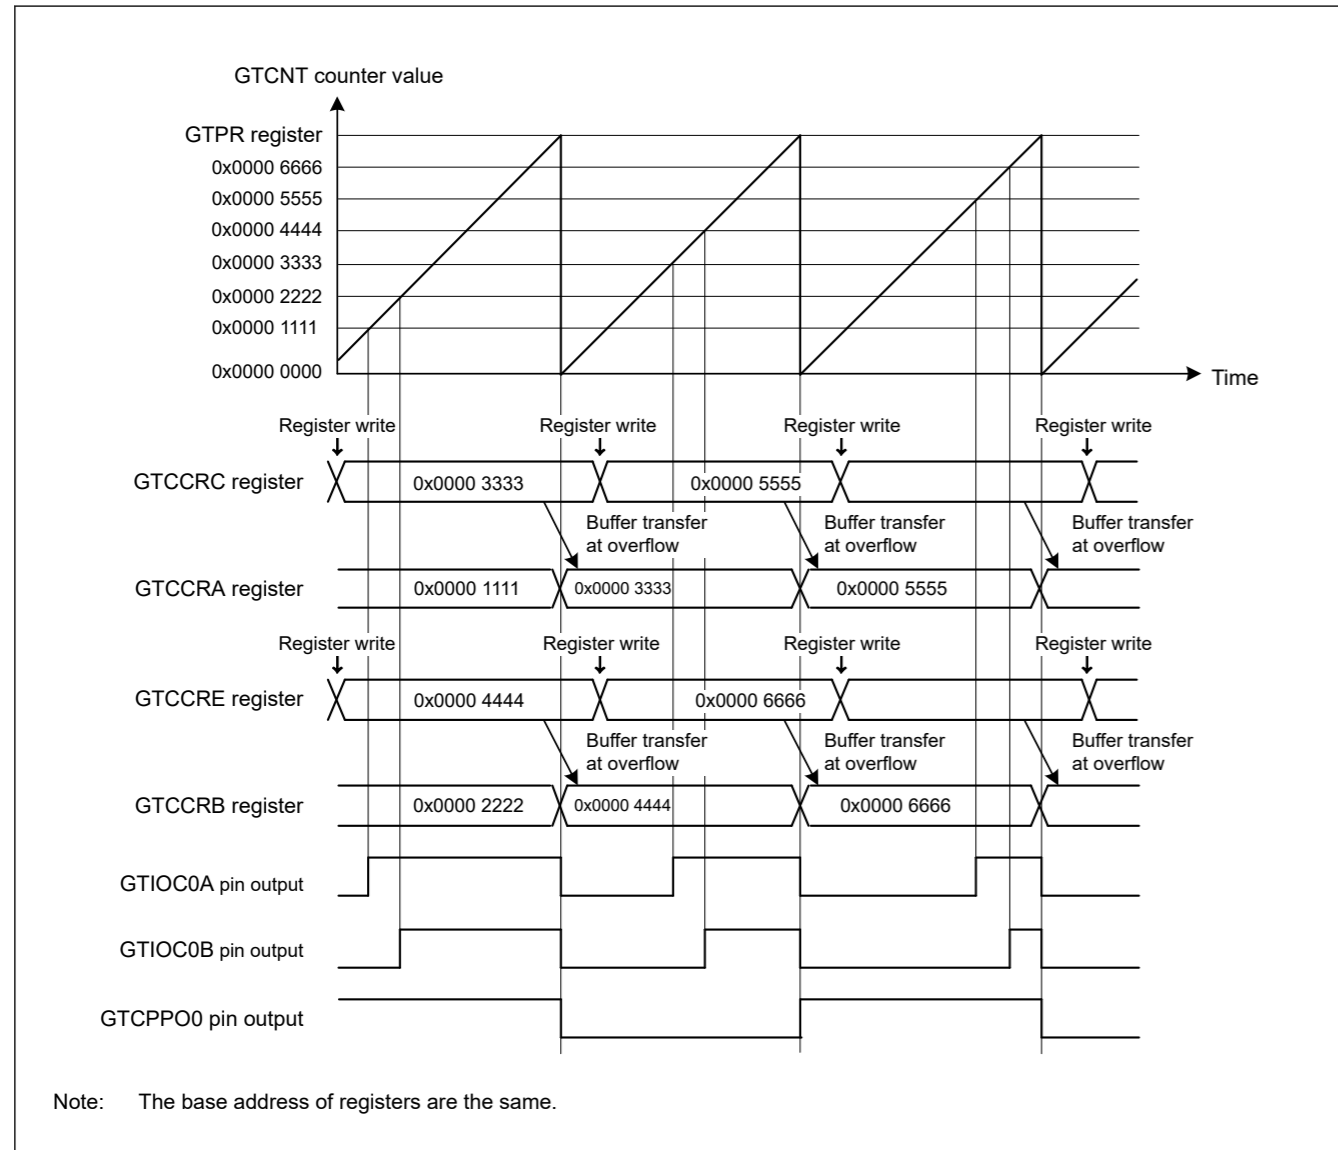 GTCNT counter value
GTPR register
0x0000 6666
0x0000 5555
0x0000 4444
0x0000 3333
0x0000 2222
0x0000 1111
0x0000 0000
Time
Register write
Register write
Register write
Register write
GTCCRC register
0x0000 3333
0x0000 5555
Buffer transfer
at overflow
Buffer transfer
at overflow
Buffer transfer
at overflow
GTCCRA register
0x0000 1111
0x0000 3333
0x0000 5555
Register write
Register write
Register write
Register write
GTCCRE register
0x0000 4444
0x0000 6666
Buffer transfer
at overflow
Buffer transfer
at overflow
Buffer transfer
at overflow
GTCCRB register
0x0000 2222
0x0000 4444
0x0000 6666
GTIOC0A pin output
GTIOC0B pin output
GTCPPO0 pin output
Note: The base address of registers are the same.